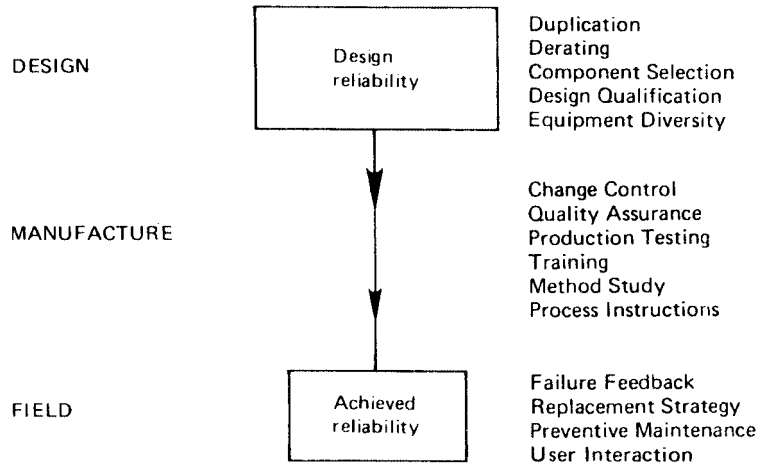 DESIGN
Design
reliability
Duplication
Derating
Component Selection
Design Qualification
Equipment Diversity
MANUFACTURE
Change Control
Quality Assurance
Production Testing
Training
Method Study
Process Instructions
FIELD
Achieved
reliability
Failure Feedback
Replacement Strategy
Preventive Maintenance
User Interaction